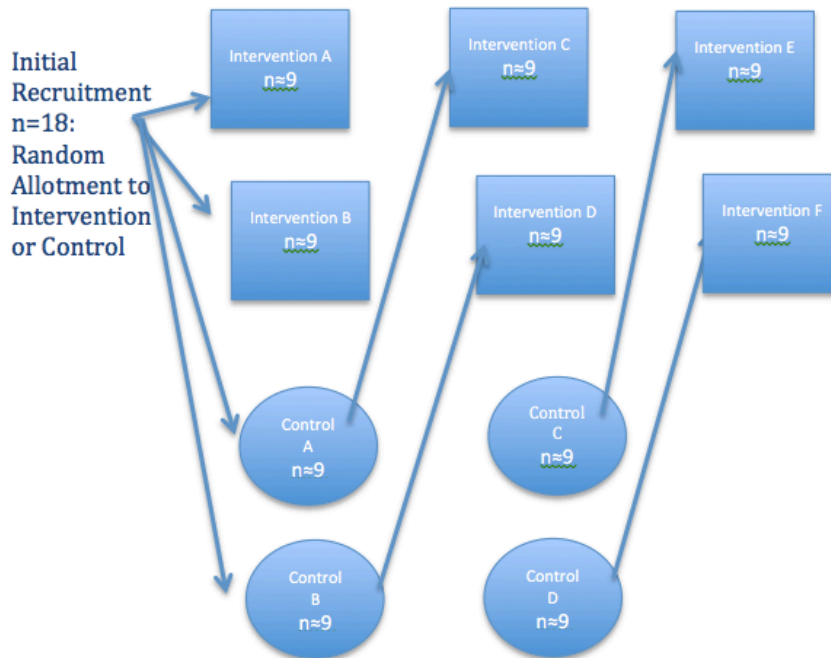 Initial
Recruitment
n=18:
Random
Allotment to
Intervention
or Control
Intervention A
n≈9
Intervention C
n≈9
Intervention E
n≈9
Intervention B
n≈9
Intervention D
n≈9
Intervention F
n≈9
Control
A
n≈9
Control
C
n≈9
Control
B
n≈9
Control
D
n≈9